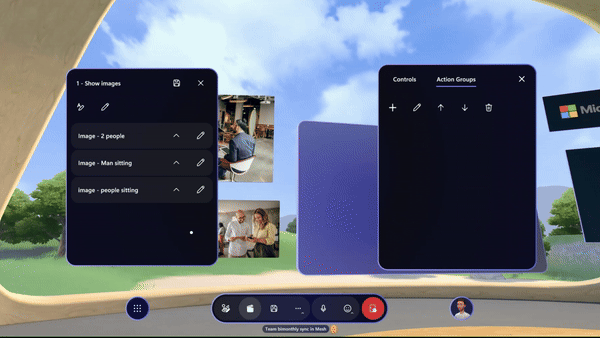 1 - Show images
Image - 2 people
Image - Man sitting
image - people sitting
Controls
Action Groups
Team bimonthly sync in Mesh